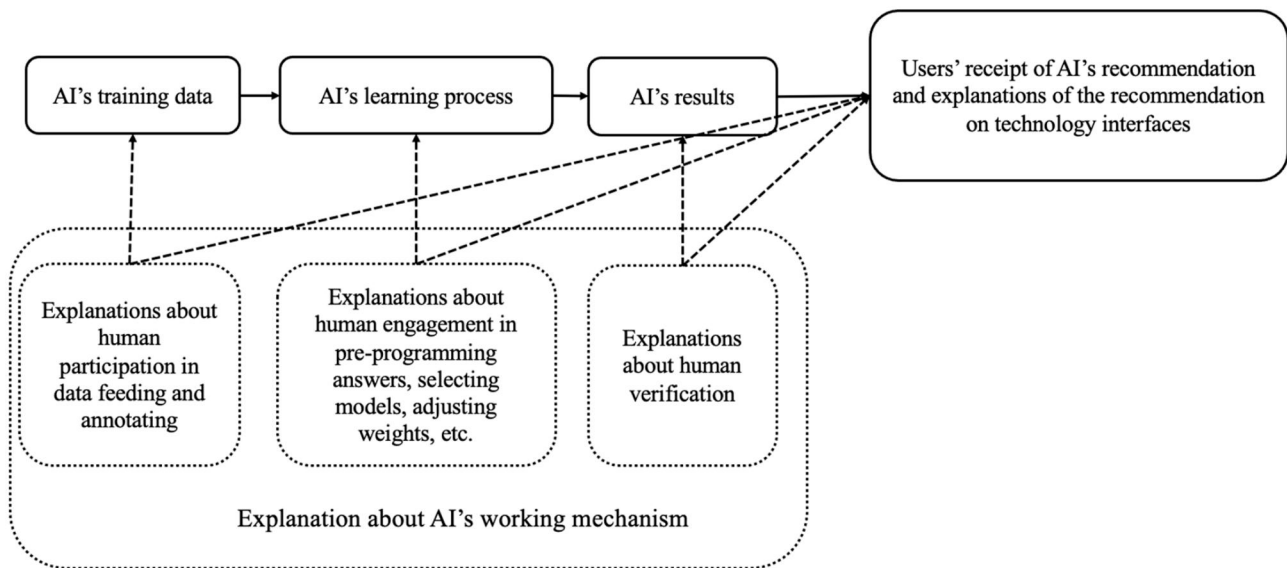 AI’s training data
AI’s learning process
AI’s results
Users’ receipt of AI’s recommendation
and explanations of the recommendation
on technology interfaces
Explanations about
human
participation in
data feeding and
annotating
Explanations about
human engagement in
pre-programming
answers, selecting
models, adjusting
weights, etc.
Explanations
about human
verification
Explanation about AI’s working mechanism